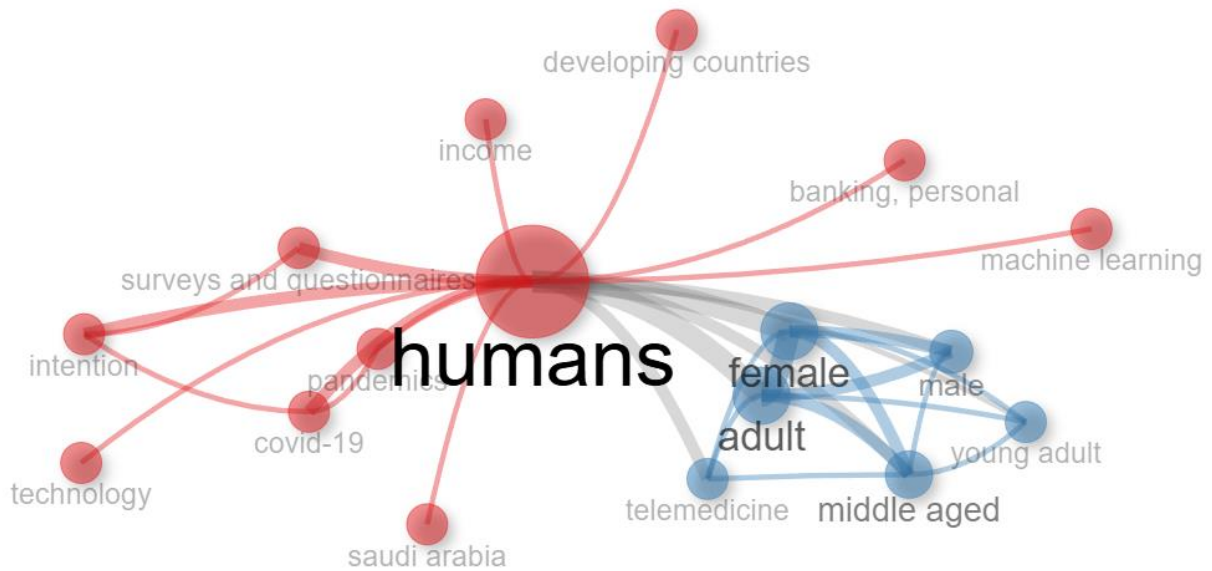 developing countries
income
banking, personal
machine learning
surveys and questionnaires
intention
pandemics
humans
female
male
covid-19
adult
young adult
technology
telemedicine
middle aged
saudi arabia